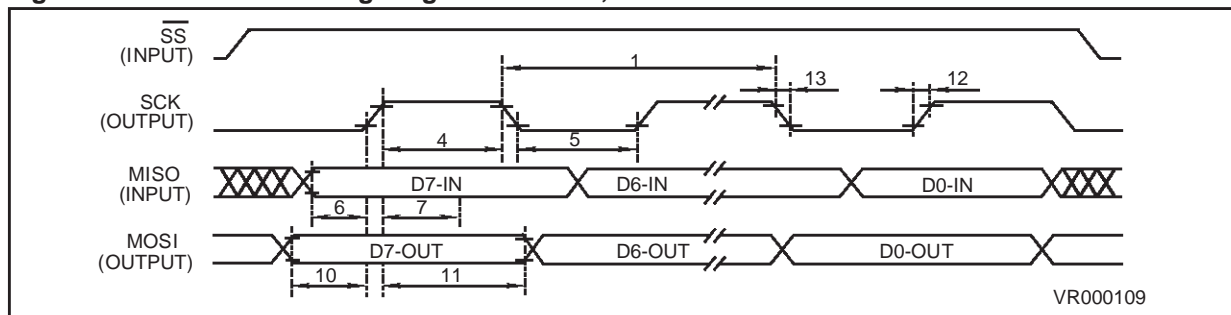 SS
(INPUT)
1
13
12
SCK
(OUTPUT)
4
5
MISO
(INPUT)
D7-IN
D6-IN
D0-IN
6
7
MOSI
(OUTPUT)
D7-OUT
D6-OUT
D0-OUT
10
11
VR000109